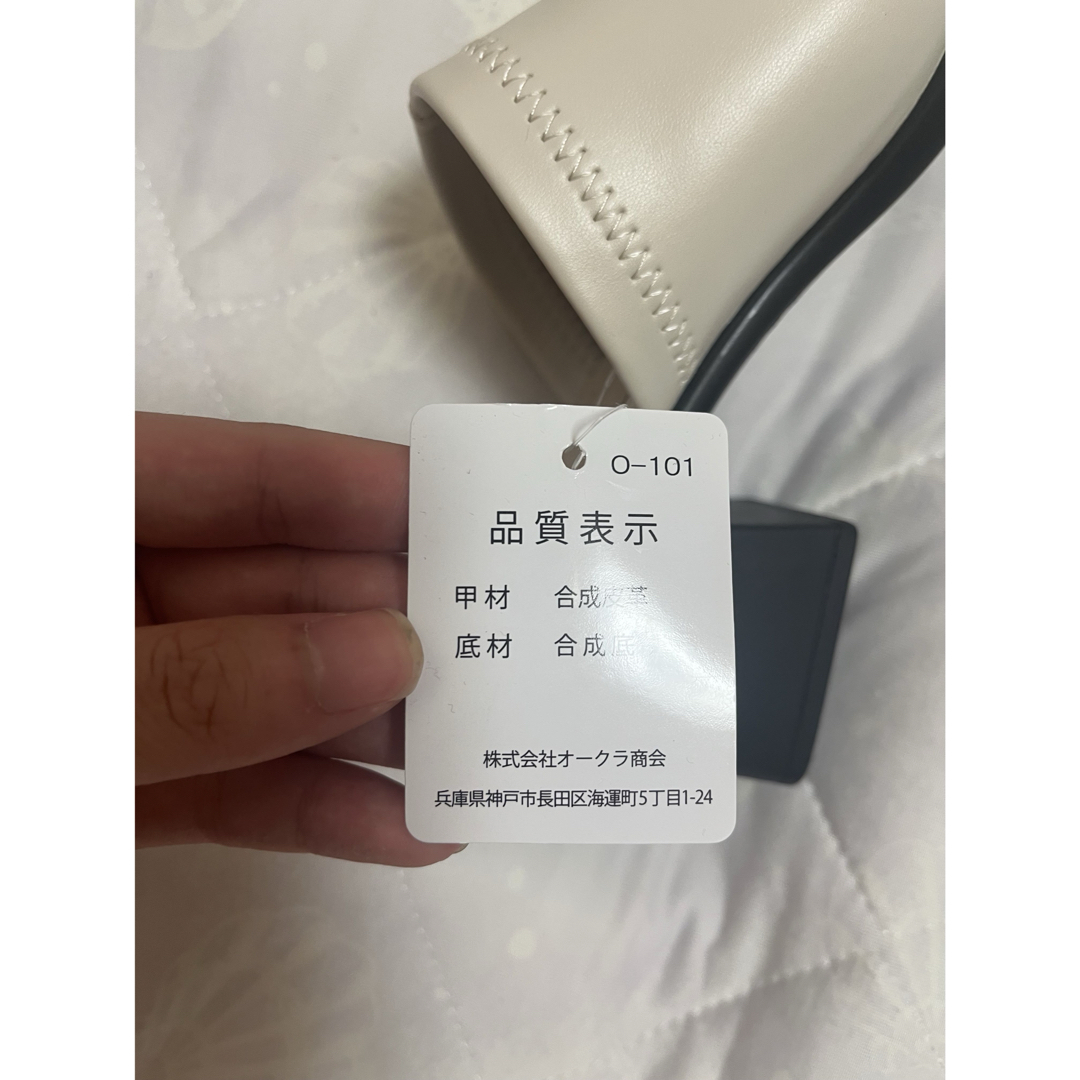 O-101
品質表示
甲材 合成皮革
底材 合成底
株式会社オークラ商会
兵庫県神戸市長田区海運町5丁目1-24